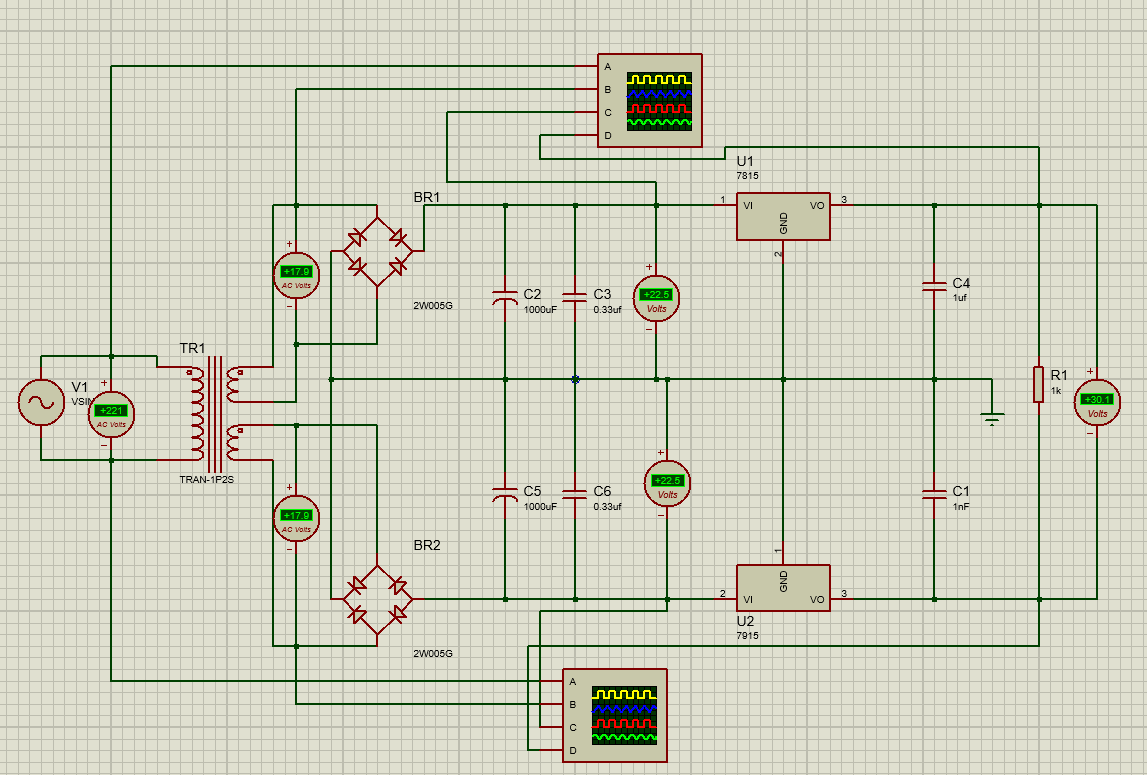 A
B
C
D
U1
7815
BR1
1
VI
VO
3
GND
2
+
+17.9
AC Volts
−
2W005G
C2
1000uF
C3
0.33uf
+
+22.5
Volts
−
C4
1uf
TR1
V1
VSIN
+
+221
AC Volts
−
R1
1k
+
+30.1
Volts
−
TRAN-1P2S
+
+17.9
AC Volts
−
C5
1000uF
C6
0.33uf
+
+22.5
Volts
−
C1
1nF
BR2
1
GND
2
VI
VO
3
U2
7915
2W005G
A
B
C
D